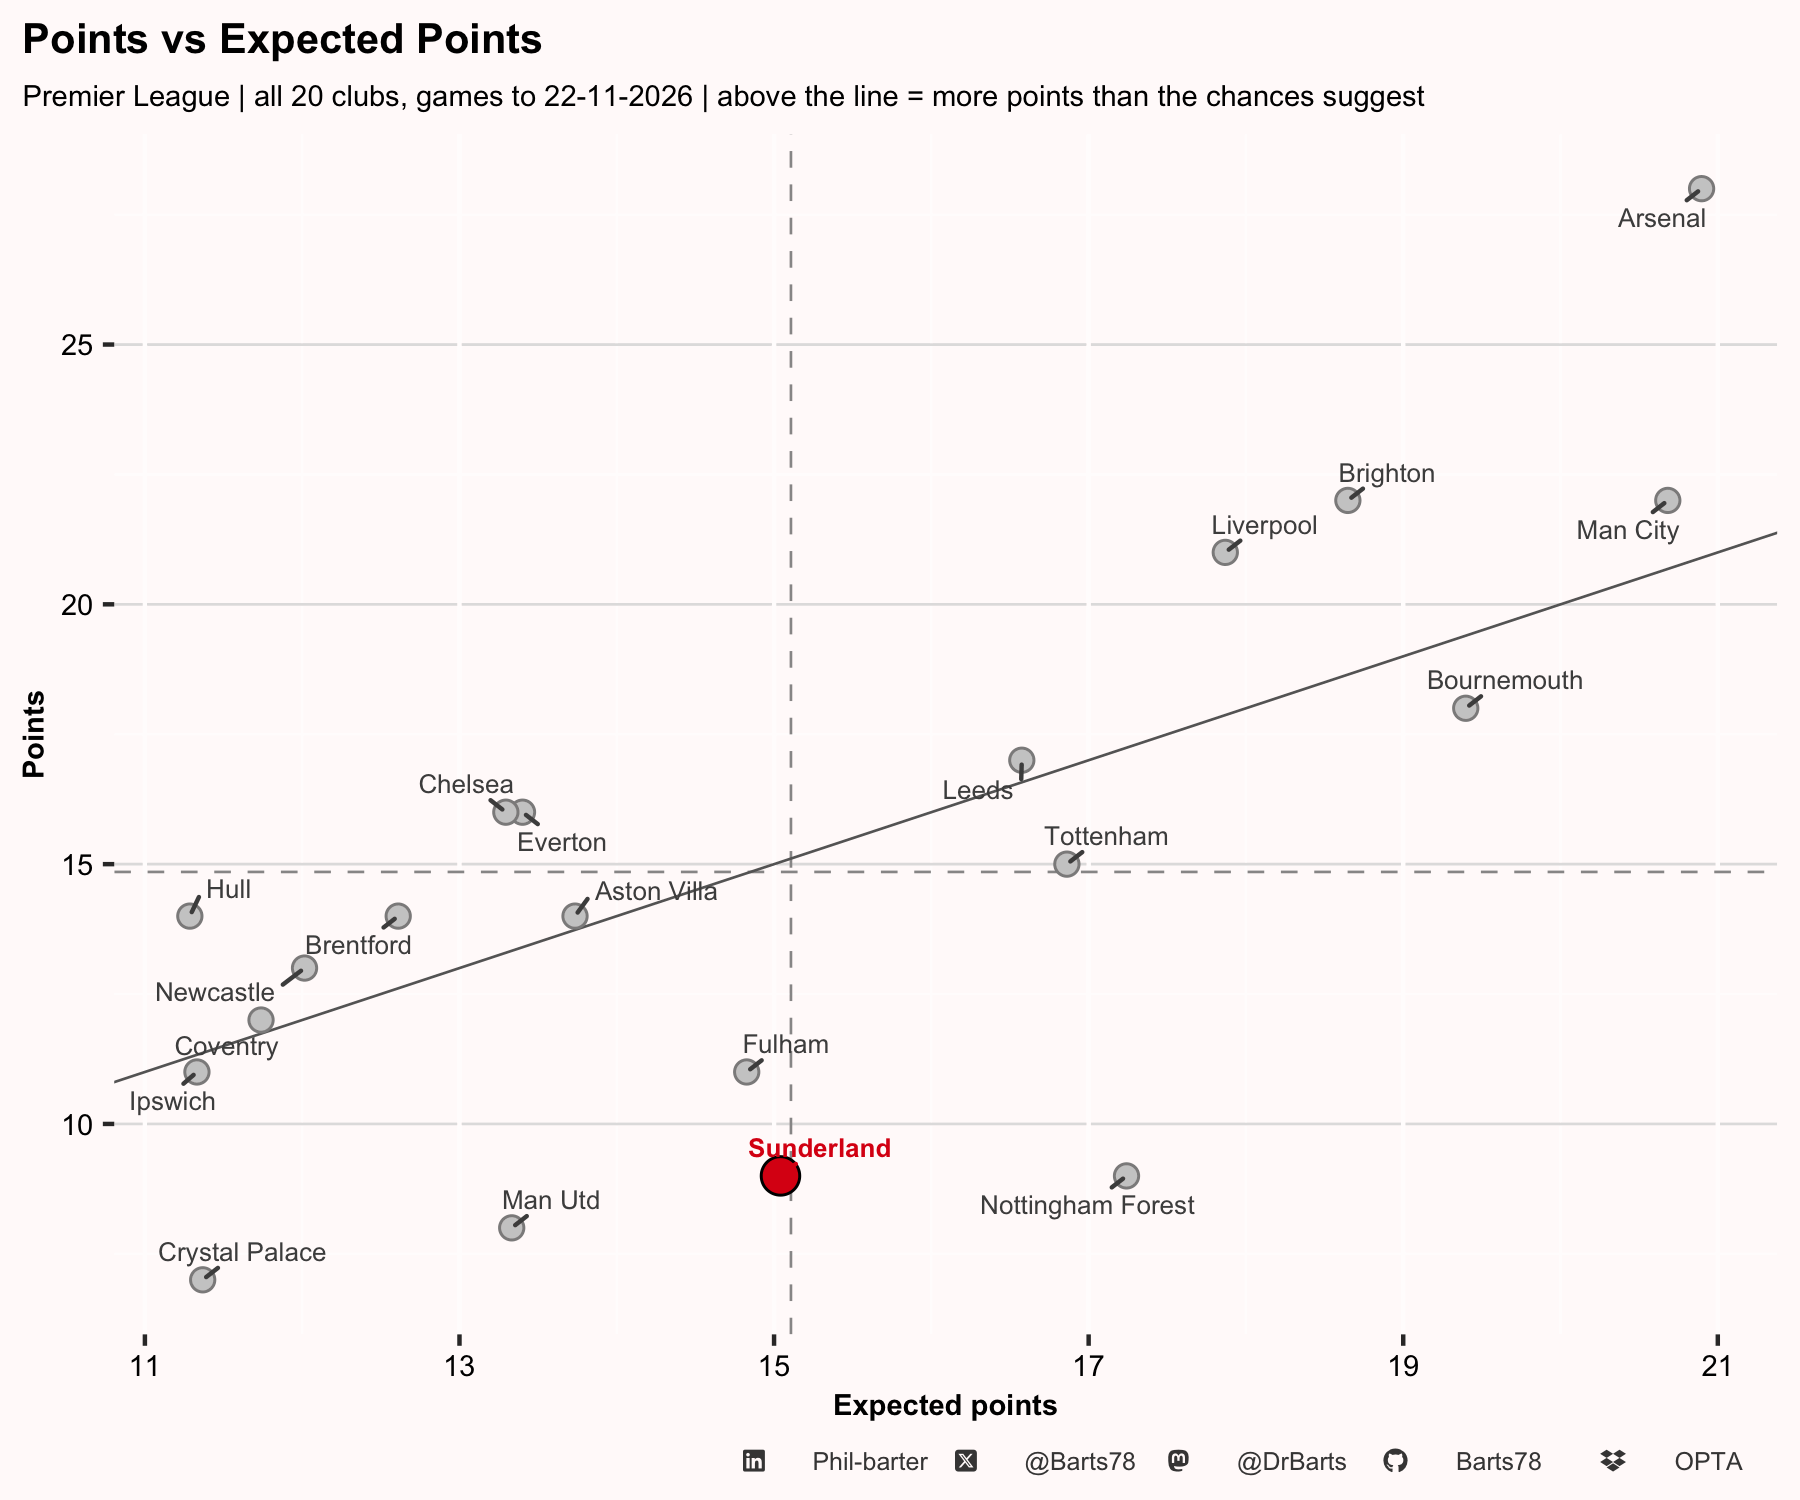 Points vs Expected Points
Premier League | all 20 clubs, games to 22-11-2026 | above the line = more points than the chances suggest
Arsenal
25
Brighton
Liverpool
Man City
20
Bournemouth
Points
Chelsea
Leeds
Everton
Tottenham
15
Hull
Aston Villa
Brentford
Newcastle
Coventry
Fulham
Ipswich
10
Sunderland
Man Utd
Nottingham Forest
Crystal Palace
11 13 15 17 19 21
Expected points
Phil-barter @Barts78 @DrBarts Barts78 OPTA